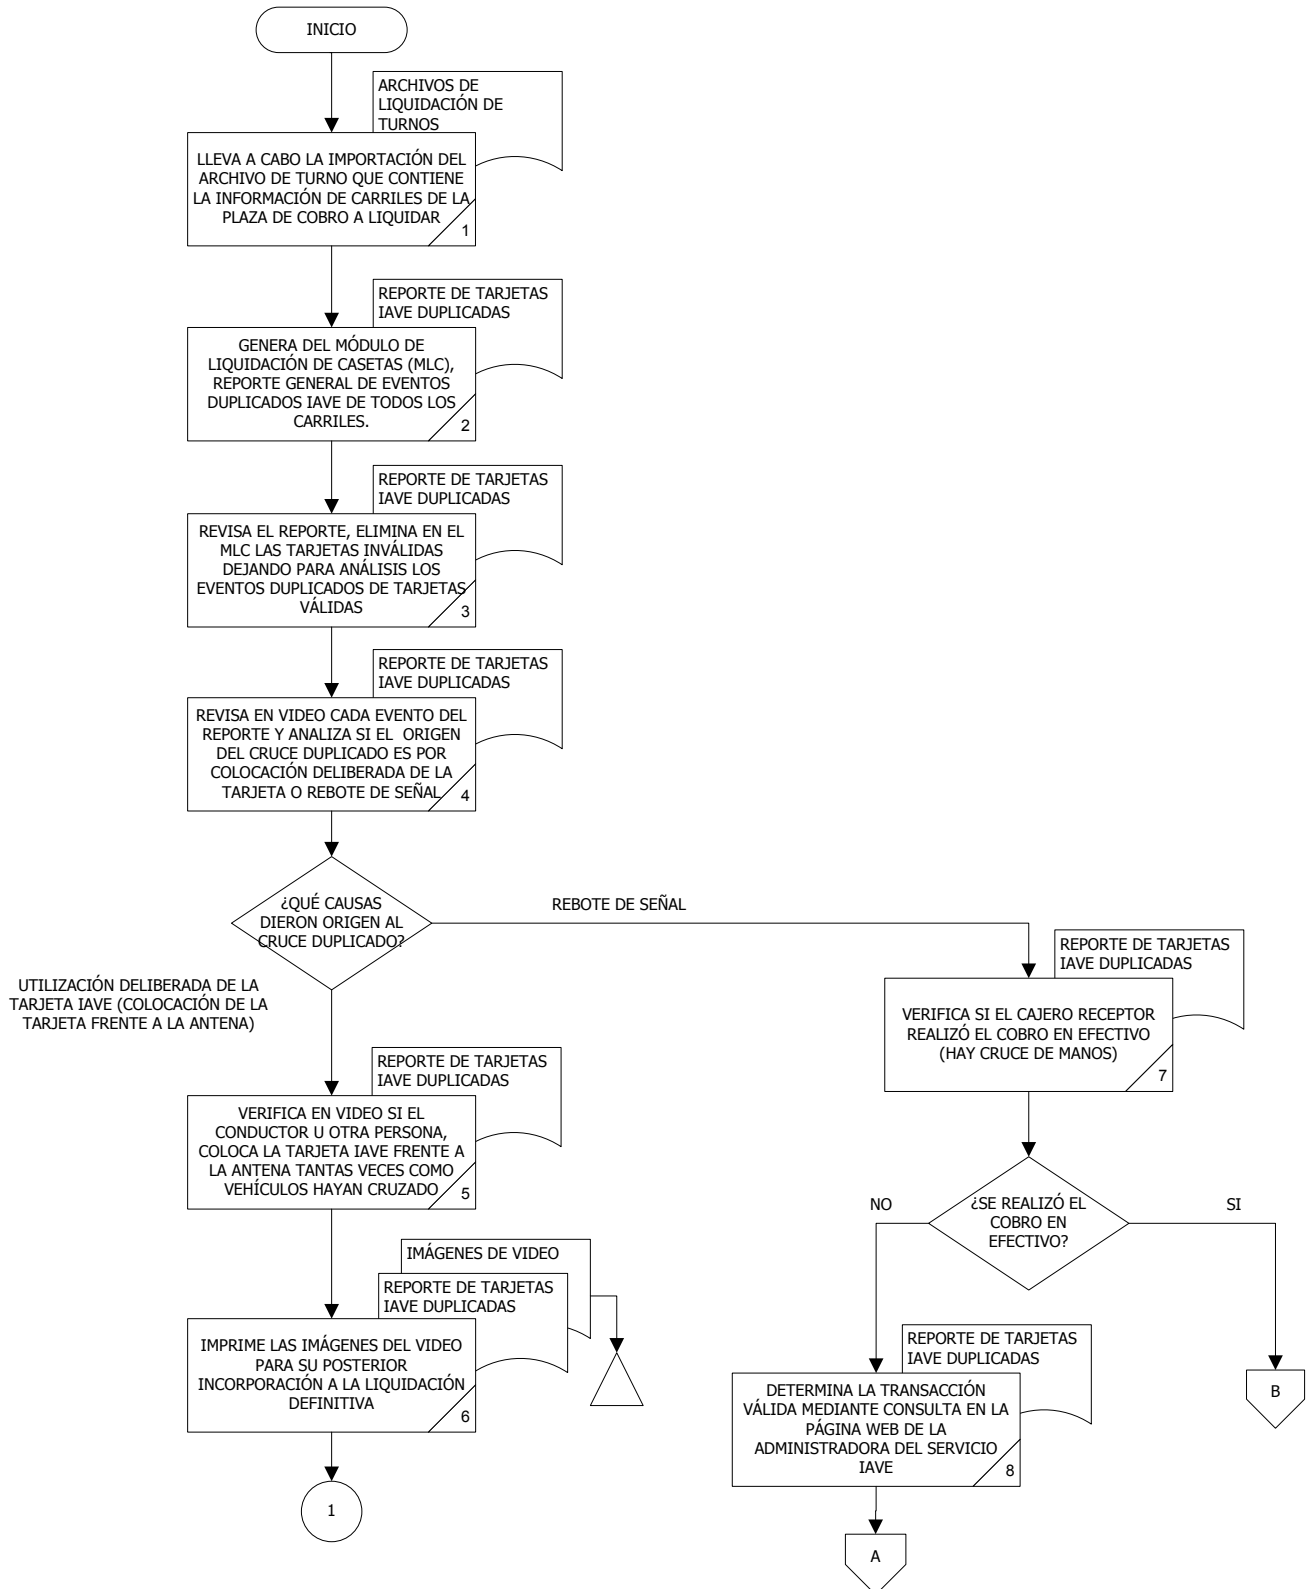 INICIO
ARCHIVOS DE
LIQUIDACIÓN DE
TURNOS
LLEVA A CABO LA IMPORTACIÓN DEL
ARCHIVO DE TURNO QUE CONTIENE
LA INFORMACIÓN DE CARRILES DE LA
PLAZA DE COBRO A LIQUIDAR
1
REPORTE DE TARJETAS
IAVE DUPLICADAS
GENERA DEL MÓDULO DE
LIQUIDACIÓN DE CASETAS (MLC),
REPORTE GENERAL DE EVENTOS
DUPLICADOS IAVE DE TODOS LOS
CARRILES.
2
REPORTE DE TARJETAS
IAVE DUPLICADAS
REVISA EL REPORTE, ELIMINA EN EL
MLC LAS TARJETAS INVÁLIDAS
DEJANDO PARA ANÁLISIS LOS
EVENTOS DUPLICADOS DE TARJETAS
VÁLIDAS
3
REPORTE DE TARJETAS
IAVE DUPLICADAS
REVISA EN VIDEO CADA EVENTO DEL
REPORTE Y ANALIZA SI EL ORIGEN
DEL CRUCE DUPLICADO ES POR
COLOCACIÓN DELIBERADA DE LA
TARJETA O REBOTE DE SEÑAL
4
¿QUÉ CAUSAS
DIERON ORIGEN AL
CRUCE DUPLICADO?
REBOTE DE SEÑAL
UTILIZACIÓN DELIBERADA DE LA
TARJETA IAVE (COLOCACIÓN DE LA
TARJETA FRENTE A LA ANTENA)
REPORTE DE TARJETAS
IAVE DUPLICADAS
VERIFICA SI EL CAJERO RECEPTOR
REALIZÓ EL COBRO EN EFECTIVO
(HAY CRUCE DE MANOS)
7
REPORTE DE TARJETAS
IAVE DUPLICADAS
VERIFICA EN VIDEO SI EL
CONDUCTOR U OTRA PERSONA,
COLOCA LA TARJETA IAVE FRENTE A
LA ANTENA TANTAS VECES COMO
VEHÍCULOS HAYAN CRUZADO
5
NO
¿SE REALIZÓ EL
COBRO EN
EFECTIVO?
SI
IMÁGENES DE VIDEO
REPORTE DE TARJETAS
IAVE DUPLICADAS
IMPRIME LAS IMÁGENES DEL VIDEO
PARA SU POSTERIOR
INCORPORACIÓN A LA LIQUIDACIÓN
DEFINITIVA
6
REPORTE DE TARJETAS
IAVE DUPLICADAS
DETERMINA LA TRANSACCIÓN
VÁLIDA MEDIANTE CONSULTA EN LA
PÁGINA WEB DE LA
ADMINISTRADORA DEL SERVICIO
IAVE
8
B
1
A